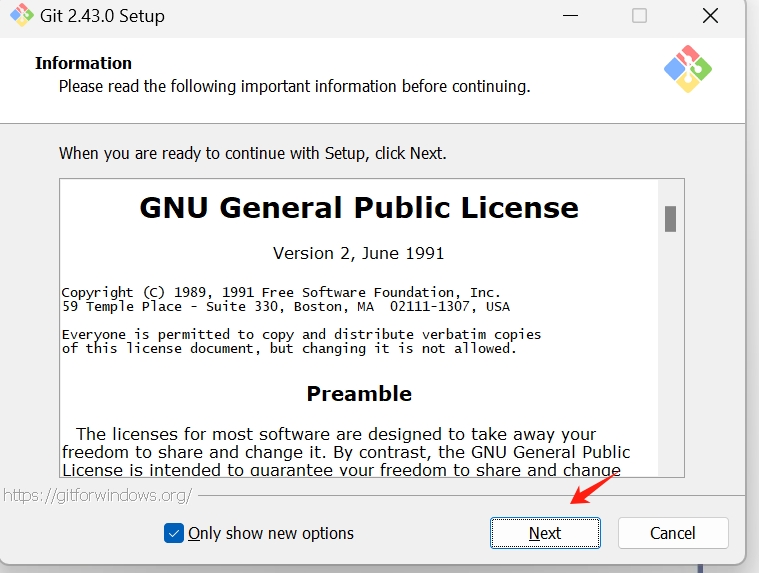 Git 2.43.0 Setup
Information
Please read the following important information before continuing.
When you are ready to continue with Setup, click Next.
GNU General Public License
Version 2, June 1991
Copyright (C) 1989, 1991 Free Software Foundation, Inc.
59 Temple Place - Suite 330, Boston, MA  02111-1307, USA
Everyone is permitted to copy and distribute verbatim copies
of this license document, but changing it is not allowed.
Preamble
The licenses for most software are designed to take away your
freedom to share and change it. By contrast, the GNU General Public
License is intended to guarantee your freedom to share and change
https://gitforwindows.org/
Only show new options
Next
Cancel